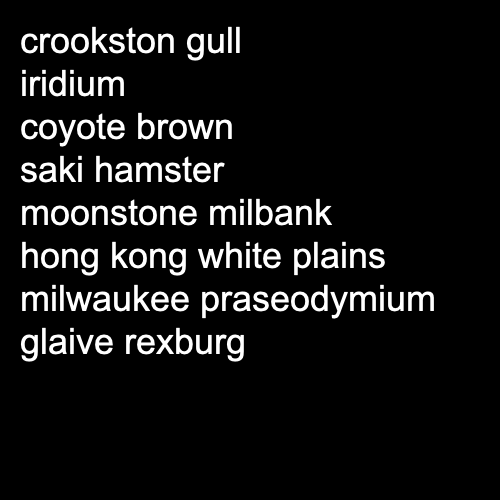 crookston gull
iridium
coyote brown
saki hamster
moonstone milbank
hong kong white plains
milwaukee praseodymium
glaive rexburg